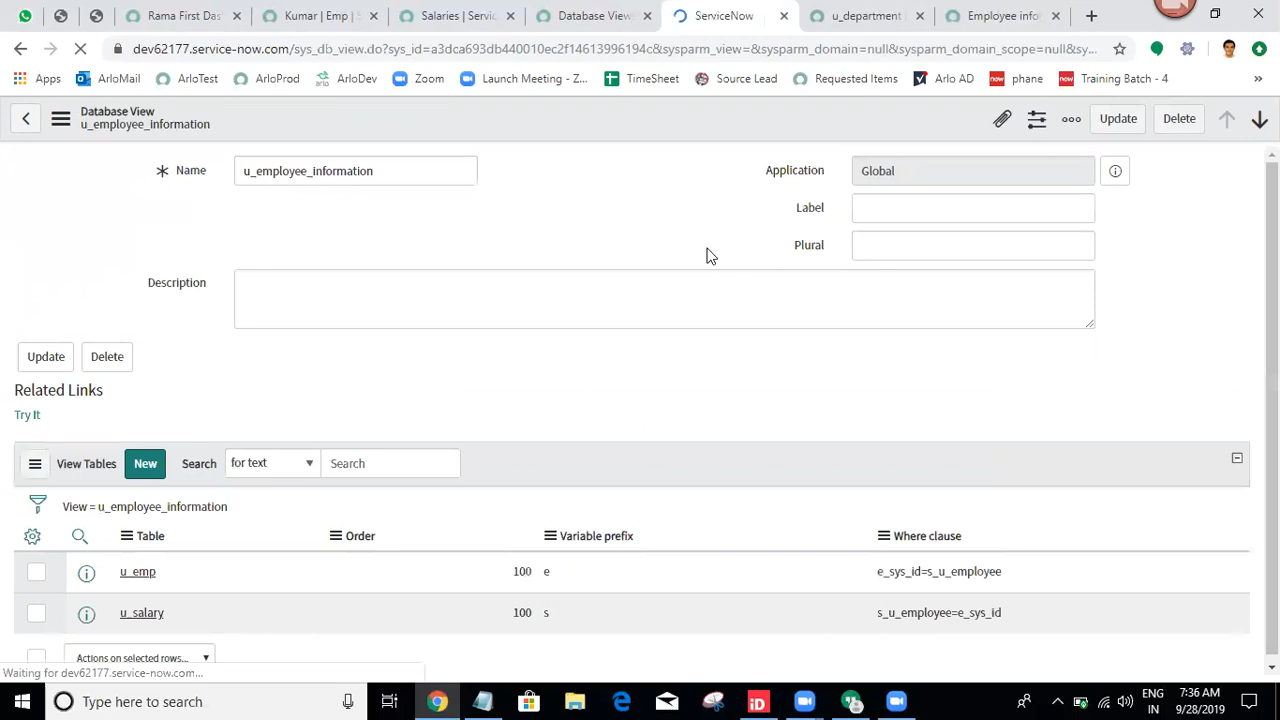 Rama First Das
Kumar | Emp | S
Salaries | Servic
Database View
ServiceNow
u_department
Employee info
dev62177.service-now.com/sys_db_view.do?sys_id=a3dca693db440010ec2f14613996194c&sysparm_view=&sysparm_domain=null&sysparm_domain_scope=null&sy...
Apps
ArloMail
ArloTest
ArloProd
ArloDev
Zoom
Launch Meeting - Z...
TimeSheet
Source Lead
Requested Items
Arlo AD
now
phane
now
Training Batch - 4
»
Database View
u_employee_information
Update
Delete
Name
u_employee_information
Application
Global
Label
Plural
Description
Update
Delete
Related Links
Try It
View Tables
New
Search
for text
Search
View = u_employee_information
Table
Order
Variable prefix
Where clause
u_emp
100
e
e_sys_id=s_u_employee
u_salary
100
s
s_u_employee=e_sys_id
Actions on selected rows...
Waiting for dev62177.service-now.com...
Type here to search
iD
ENG
IN
7:36 AM
9/28/2019